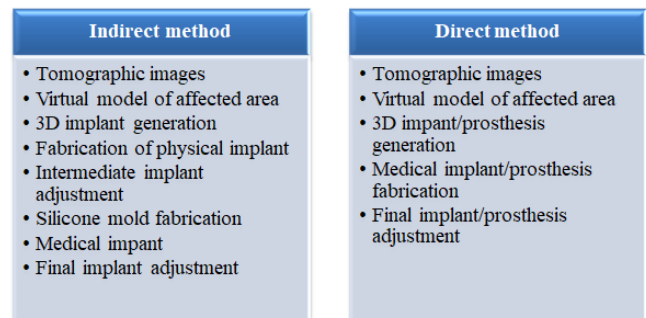 Indirect method
• Tomographic images
• Virtual model of affected area
• 3D implant generation
• Fabrication of physical implant
• Intermediate implant
adjustment
• Silicone mold fabrication
• Medical impant
• Final implant adjustment
Direct method
• Tomographic images
• Virtual model of affected area
• 3D impant/prosthesis
generation
• Medical implant/prosthesis
fabrication
• Final implant/prosthesis
adjustment